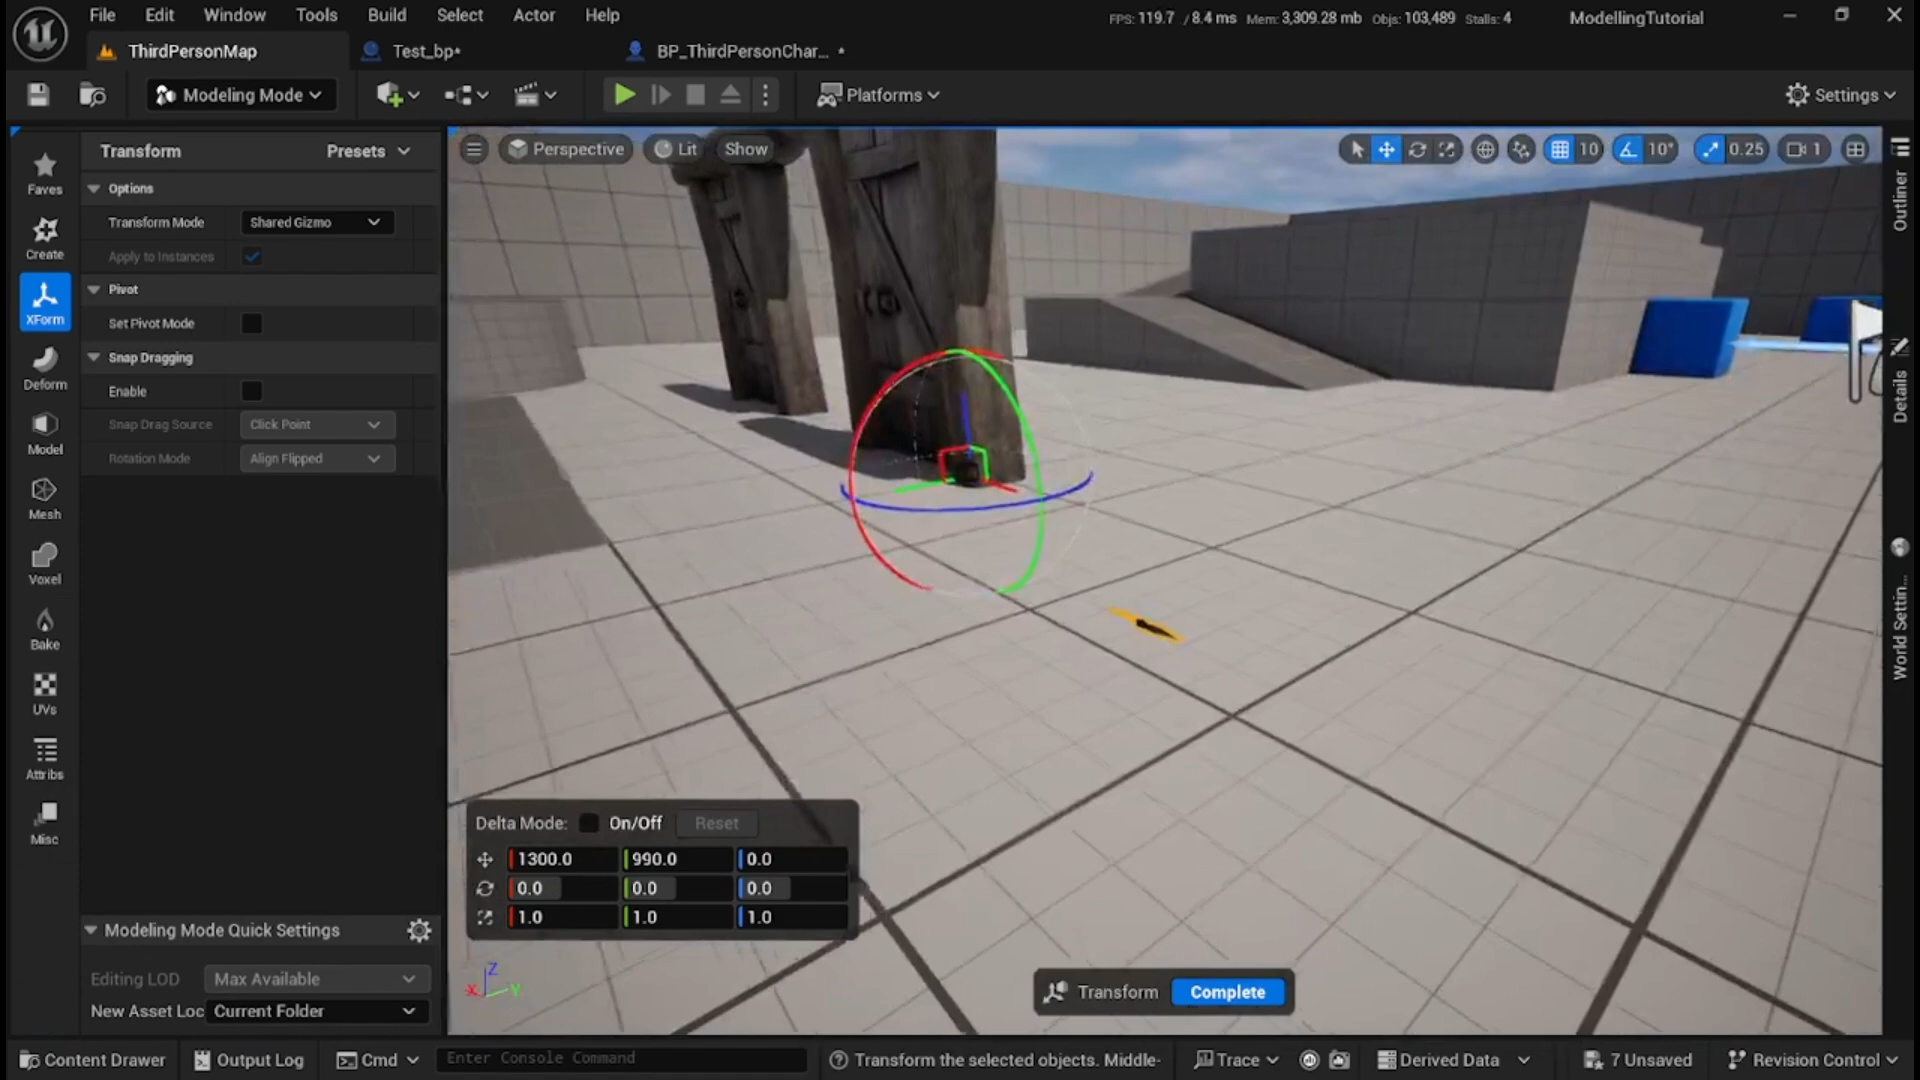 File Edit Window Tools Build Select Actor Help
FPS: 119.7 / 8.4 ms Mem: 3,309.28 mb Objs: 103,489 Stalls: 4
ModellingTutorial
ThirdPersonMap
Test_bp*
BP_ThirdPersonChar... *
Modeling Mode
Platforms
Settings
Transform
Presets
Perspective
Lit
Show
10
10°
0.25
1
Options
Transform Mode
Shared Gizmo
Apply to Instances
Pivot
Set Pivot Mode
Snap Dragging
Enable
Snap Drag Source
Click Point
Rotation Mode
Align Flipped
Faves
Create
XForm
Deform
Model
Mesh
Voxel
Bake
UVs
Attribs
Misc
Outliner
Details
World Settin...
Delta Mode: On/Off Reset
1300.0 990.0 0.0
0.0 0.0 0.0
1.0 1.0 1.0
Z
X Y
Transform
Complete
Modeling Mode Quick Settings
Editing LOD
Max Available
New Asset Loc
Current Folder
Content Drawer
Output Log
Cmd
Enter Console Command
Transform the selected objects. Middle-
Trace
Derived Data
7 Unsaved
Revision Control